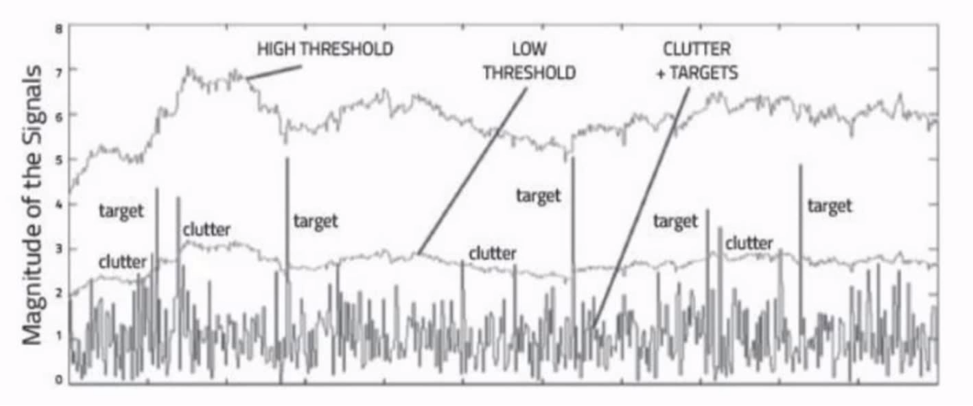 8
HIGH THRESHOLD
LOW
THRESHOLD
CLUTTER
+ TARGETS
7
6
5
4
3
2
1
0
Magnitude of the Signals
target
clutter
clutter
target
clutter
target
target
clutter
target